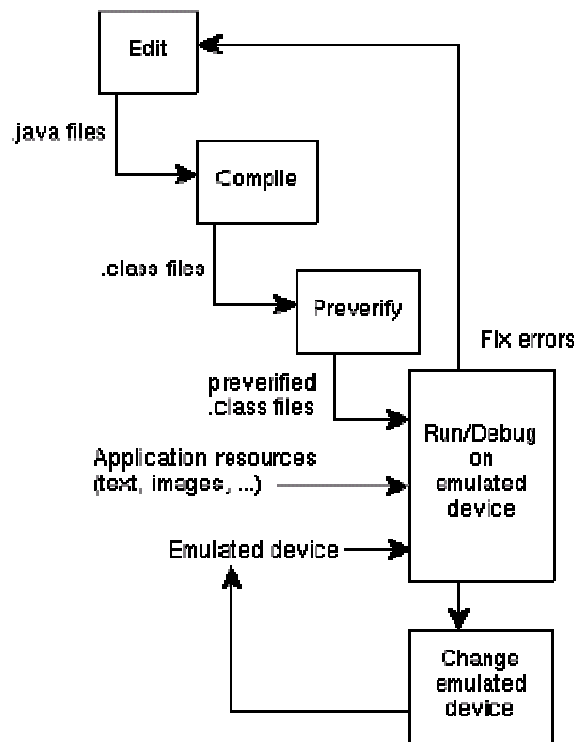 Edit
.java files
Compile
.class files
Preverify
Fix errors
preverified
.class files
Run/Debug
on
emulated
device
Application resources
(text, images, ...)
Emulated device
Change
emulated
device